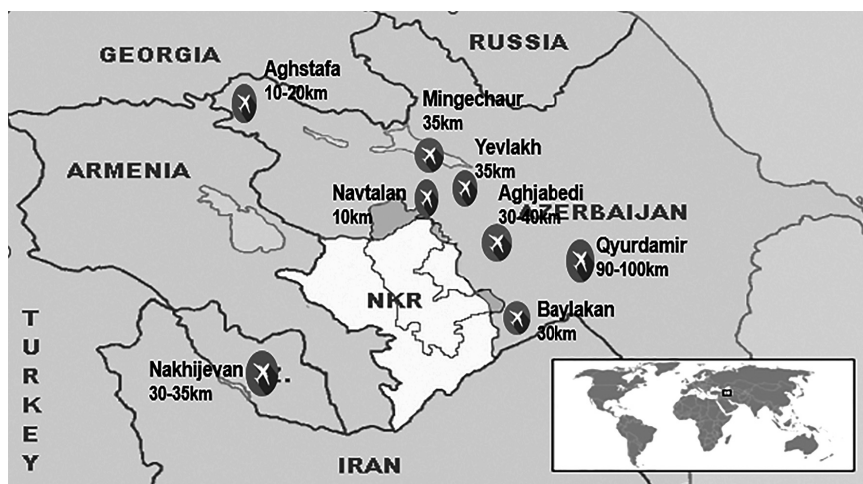 GEORGIA
RUSSIA
Aghstafa
10-20km
Mingechaur
35km
Yevlakh
35km
ARMENIA
Navtalan
10km
Aghjabedi
30-40km
AZERBAIJAN
Qyurdamir
90-100km
NKR
Baylakan
30km
TURKEY
Nakhijevan
30-35km
Z.
IRAN